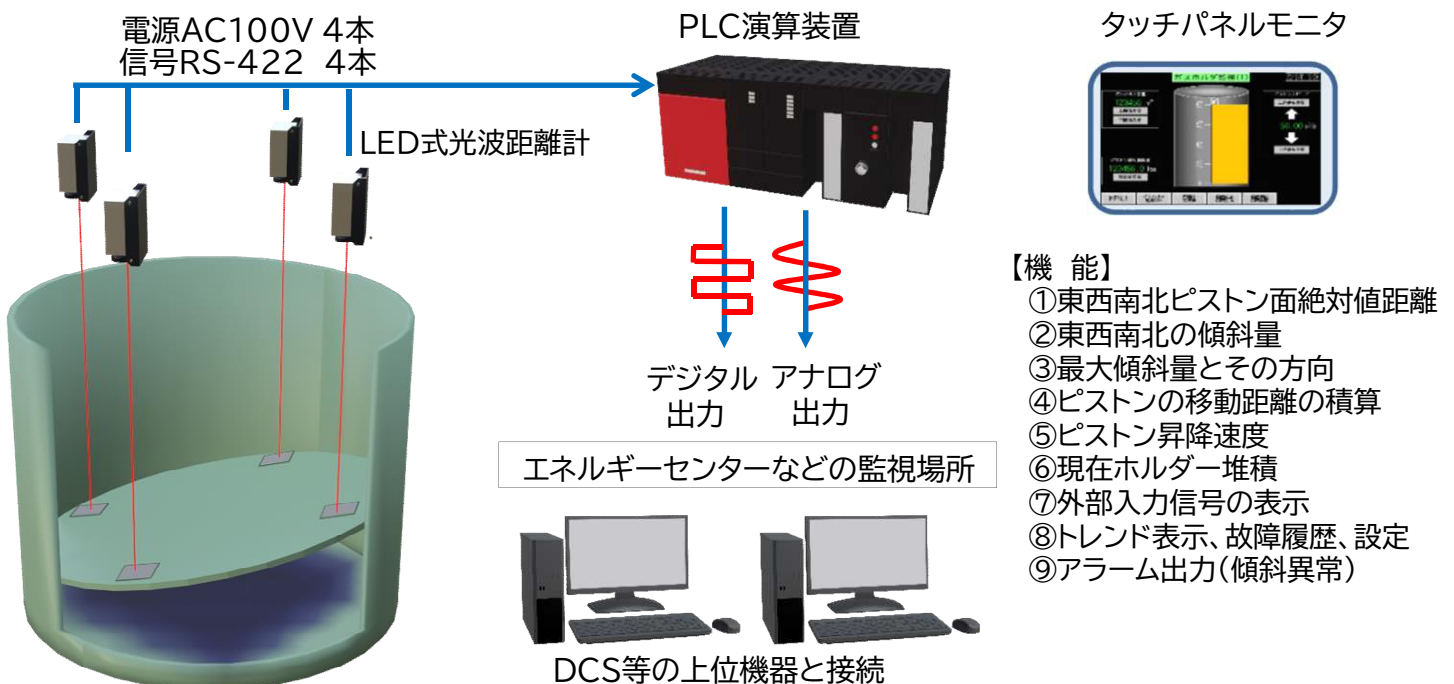 電源AC100V 4本
信号RS-422 4本
LED式光波距離計
PLC演算装置
デジタル
出力
アナログ
出力
エネルギーセンターなどの監視場所
DCS等の上位機器と接続
タッチパネルモニタ
【機 能】
①東西南北ピストン面絶対値距離
②東西南北の傾斜量
③最大傾斜量とその方向
④ピストンの移動距離の積算
⑤ピストン昇降速度
⑥現在ホルダー堆積
⑦外部入力信号の表示
⑧トレンド表示、故障履歴、設定
⑨アラーム出力(傾斜異常)